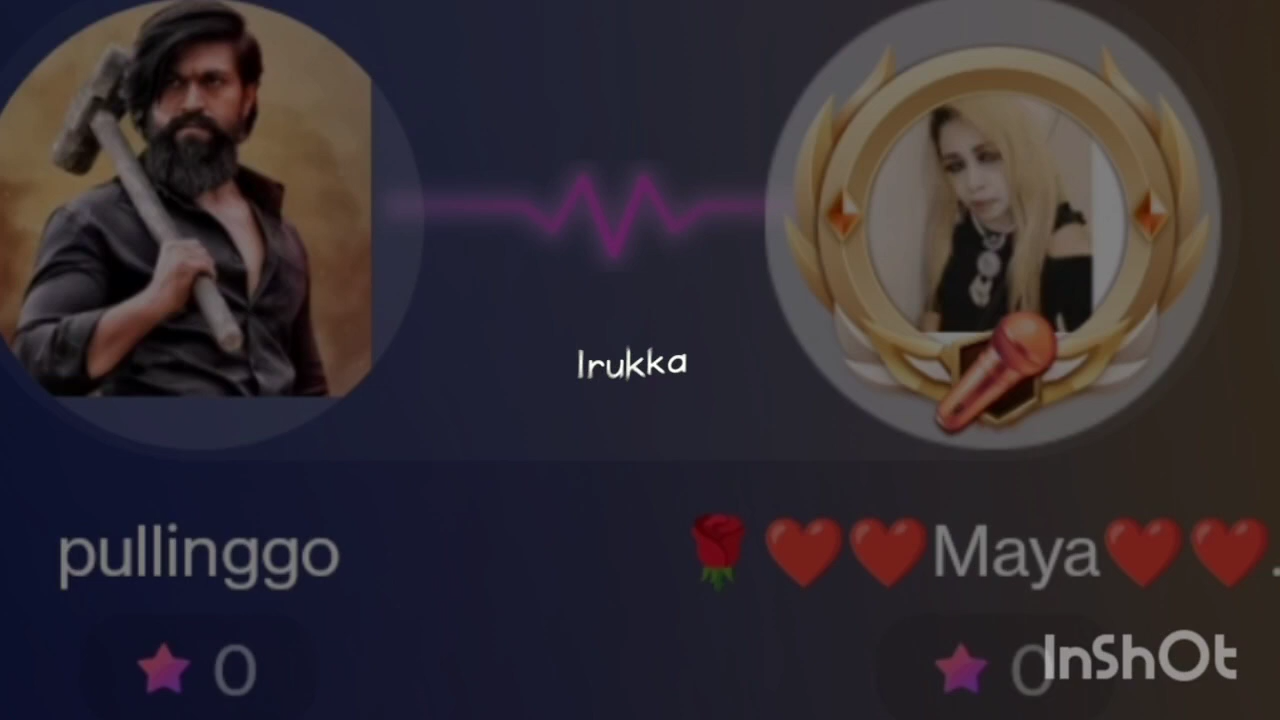 Irukka
pullinggo
🌹❤️❤️Maya❤️❤️.
0
0
InShOt